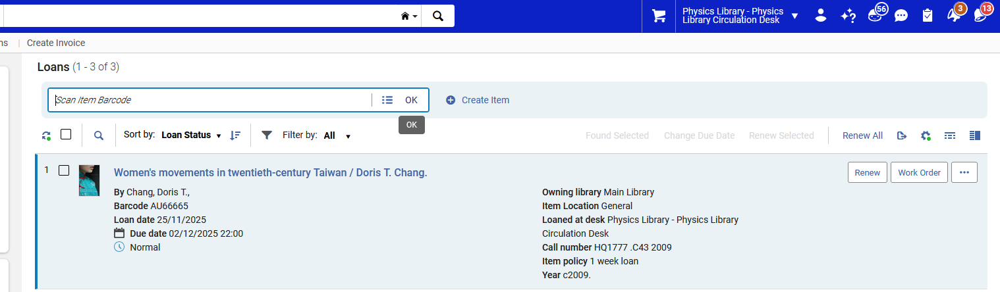 Physics Library - Physics
Library Circulation Desk
56
3
13
ns | Create Invoice
Loans (1 - 3 of 3)
Scan Item Barcode
OK
Create Item
OK
Sort by: Loan Status
Filter by: All
Found Selected
Change Due Date
Renew Selected
Renew All
1
Women's movements in twentieth-century Taiwan / Doris T. Chang.
Renew
Work Order
By Chang, Doris T.,
Barcode AU66665
Loan date 25/11/2025
Due date 02/12/2025 22:00
Normal
Owning library Main Library
Item Location General
Loaned at desk Physics Library - Physics Library
Circulation Desk
Call number HQ1777 .C43 2009
Item policy 1 week loan
Year c2009.